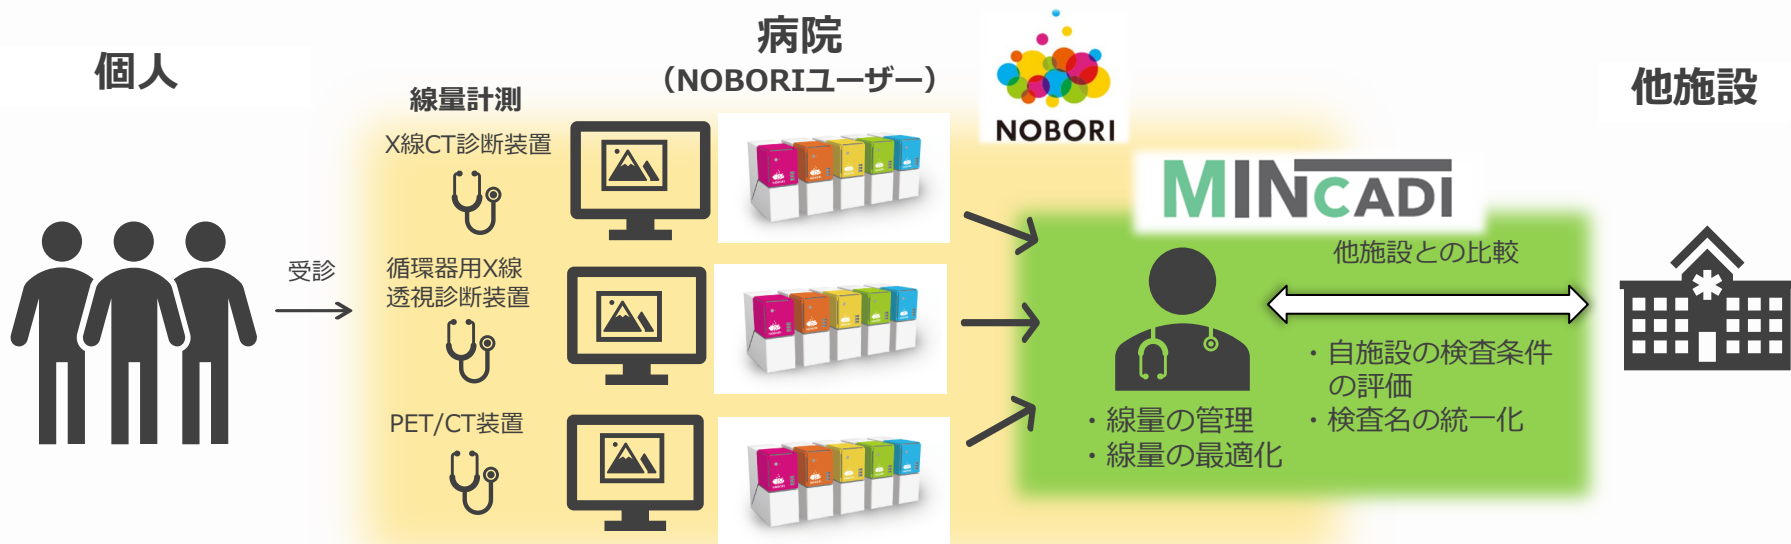 個人
受診
病院
（NOBORIユーザー）
線量計測
X線CT診断装置
循環器用X線
透視診断装置
PET/CT装置
NOBORI
NOBORI
NOBORI
NOBORI
MINCADI
・線量の管理
・線量の最適化
他施設との比較
・自施設の検査条件
の評価
・検査名の統一化
他施設